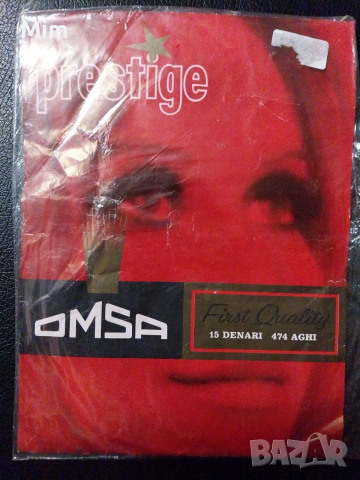 Mim
prestige
OMSA
First Quality
15 DENARI 474 AGHI
BAZAR